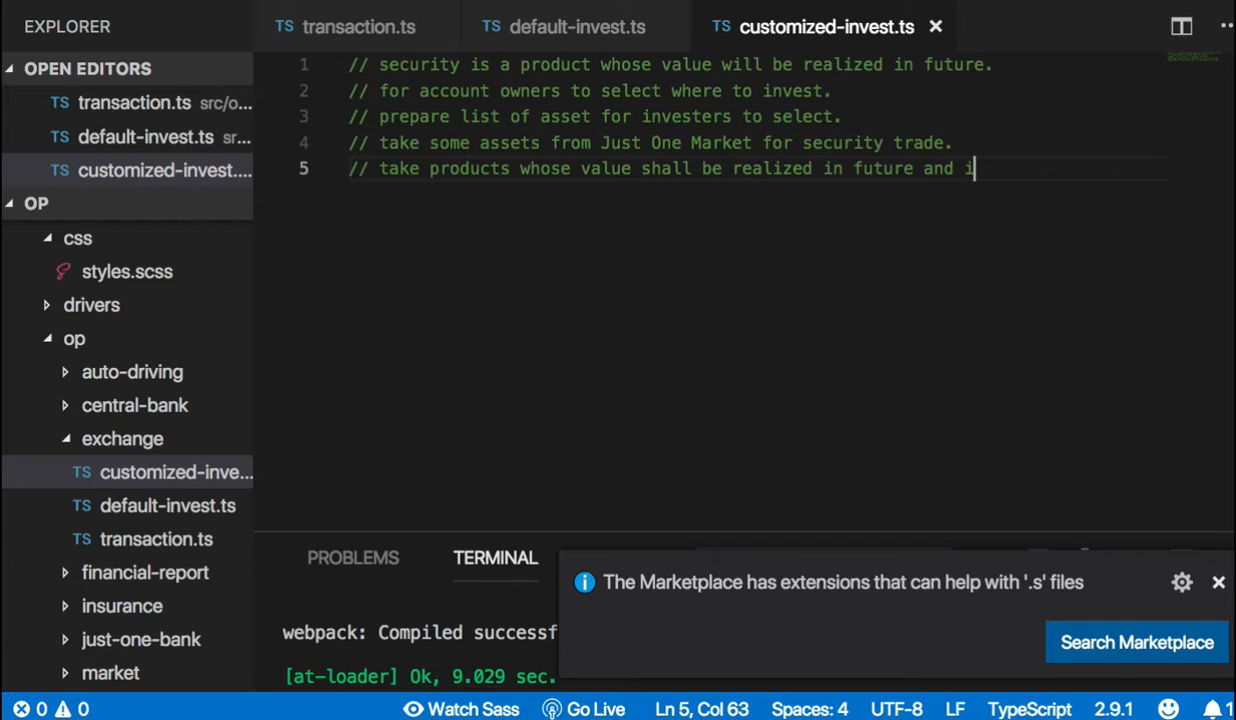 EXPLORER
OPEN EDITORS
TS transaction.ts src/o...
TS default-invest.ts sr...
TS customized-invest....
OP
css
styles.scss
drivers
op
auto-driving
central-bank
exchange
TS customized-inve...
TS default-invest.ts
TS transaction.ts
financial-report
insurance
just-one-bank
market
TS transaction.ts TS default-invest.ts TS customized-invest.ts
1 // security is a product whose value will be realized in future.
2 // for account owners to select where to invest.
3 // prepare list of asset for investers to select.
4 // take some assets from Just One Market for security trade.
5 // take products whose value shall be realized in future and i
PROBLEMS TERMINAL
webpack: Compiled successf
[at-loader] Ok, 9.029 sec.
The Marketplace has extensions that can help with '.s' files
Search Marketplace
0 0 Watch Sass Go Live Ln 5, Col 63 Spaces: 4 UTF-8 LF TypeScript 2.9.1 1